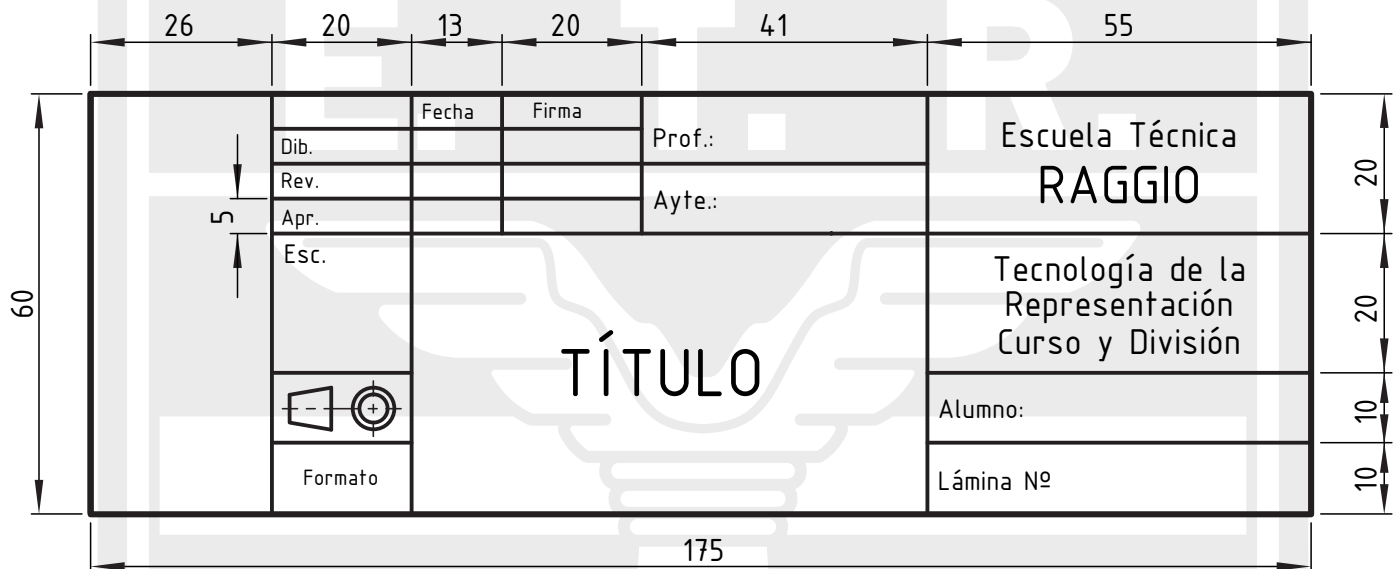 26 20 13 20 41 55
Fecha Firma
Dib.
Rev.
Apr.
Prof.:
Ayte.:
Escuela Técnica
RAGGIO
Esc.
TÍTULO
Tecnología de la
Representación
Curso y División
Alumno:
Formato
Lámina Nº
60
5
20
20
10
10
175
E.T.R.